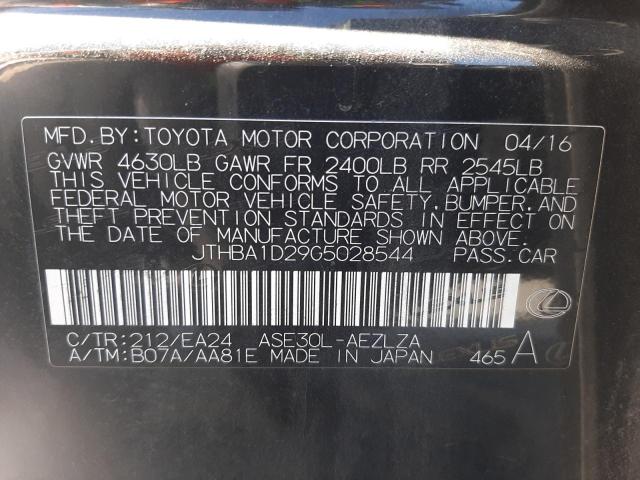 MFD.BY:TOYOTA MOTOR CORPORATION 04/16
GVWR 4630LB GAWR FR 2400LB RR 2545LB
THIS VEHICLE CONFORMS TO ALL APPLICABLE
FEDERAL MOTOR VEHICLE SAFETY,BUMPER,AND
THEFT PREVENTION STANDARDS IN EFFECT ON
THE DATE OF MANUFACTURE SHOWN ABOVE.
JTHBA1D29G5028544 PASS.CAR
C/TR:212/EA24 ASE30L-AEZLZA
A/TM:B07A/AA81E MADE IN JAPAN 465A